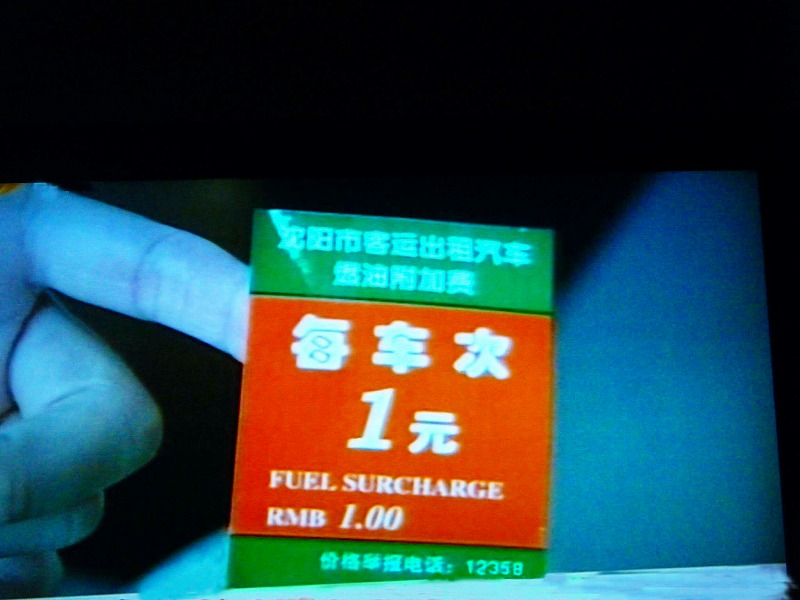 沈阳市客运出租汽车
燃油附加费
每车次
1元
FUEL SURCHARGE
RMB 1.00
价格举报电话：12358